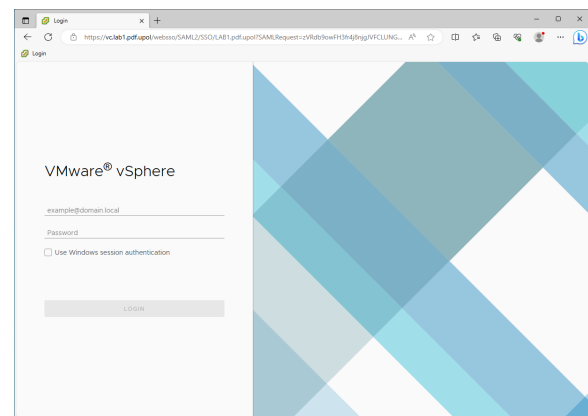 Login
https://vc.lab1.pdf.upol/websso/SAML2/SSO/LAB1.pdf.upol?SAMLRequest=zVRdb9owFH3fr4j8njgJVFCLUNG...
Login
VMware® vSphere
example@domain.local
Password
Use Windows session authentication
LOGIN